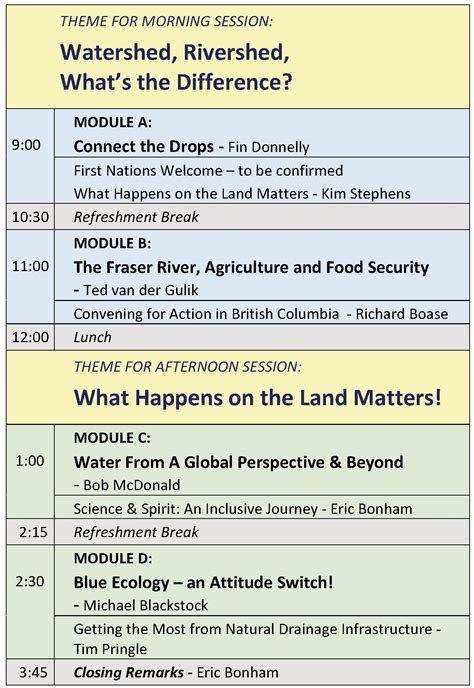 THEME FOR MORNING SESSION:
Watershed, Rivershed,
What's the Difference?
MODULE A:
9:00 Connect the Drops - Fin Donnelly
First Nations Welcome – to be confirmed
What Happens on the Land Matters - Kim Stephens
10:30 Refreshment Break
MODULE B:
11:00 The Fraser River, Agriculture and Food Security
- Ted van der Gulik
Convening for Action in British Columbia - Richard Boase
12:00 Lunch
THEME FOR AFTERNOON SESSION:
What Happens on the Land Matters!
MODULE C:
1:00 Water From A Global Perspective & Beyond
- Bob McDonald
Science & Spirit: An Inclusive Journey - Eric Bonham
2:15 Refreshment Break
MODULE D:
2:30 Blue Ecology – an Attitude Switch!
- Michael Blackstock
Getting the Most from Natural Drainage Infrastructure -
Tim Pringle
3:45 Closing Remarks - Eric Bonham